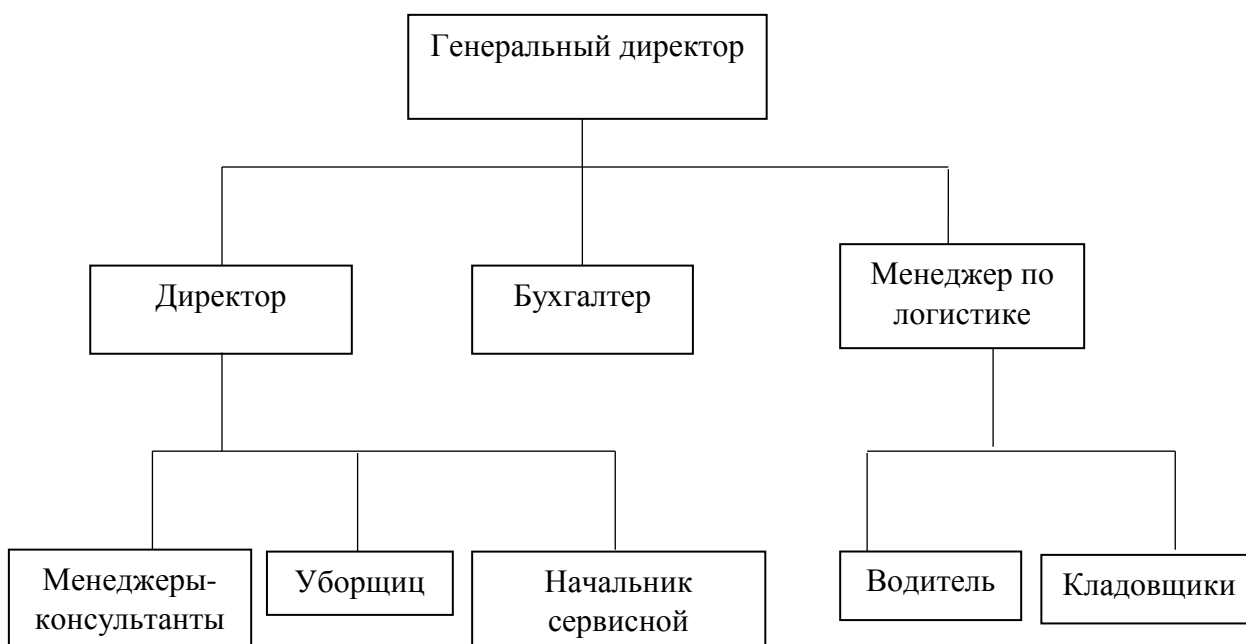 Генеральный директор
Директор
Бухгалтер
Менеджер по
логистике
Менеджеры-
консультанты
Уборщиц
Начальник
сервисной
Водитель
Кладовщики